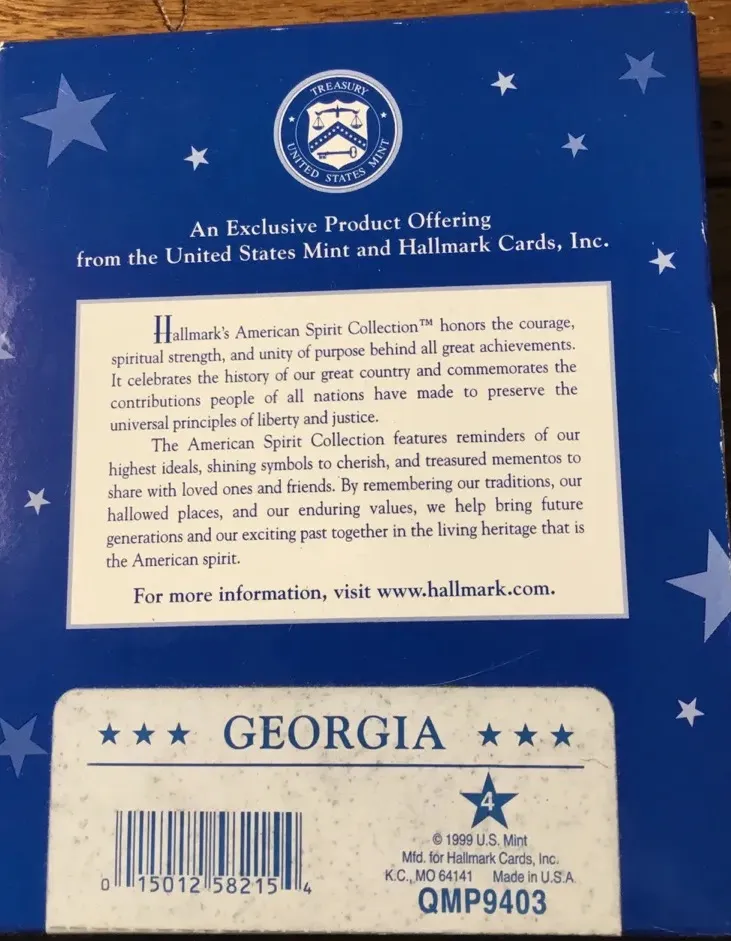 TREASURY
UNITED STATES MINT
An Exclusive Product Offering
from the United States Mint and Hallmark Cards, Inc.
Hallmark's American Spirit Collection™ honors the courage,
spiritual strength, and unity of purpose behind all great achievements.
It celebrates the history of our great country and commemorates the
contributions people of all nations have made to preserve the
universal principles of liberty and justice.
The American Spirit Collection features reminders of our
highest ideals, shining symbols to cherish, and treasured mementos to
share with loved ones and friends. By remembering our traditions, our
hallowed places, and our enduring values, we help bring future
generations and our exciting past together in the living heritage that is
the American spirit.
For more information, visit www.hallmark.com.
★ ★ ★ GEORGIA ★ ★ ★
4
© 1999 U.S. Mint
Mfd. for Hallmark Cards, Inc.
K.C., MO 64141 Made in U.S.A.
QMP9403
0 15012 58215 4